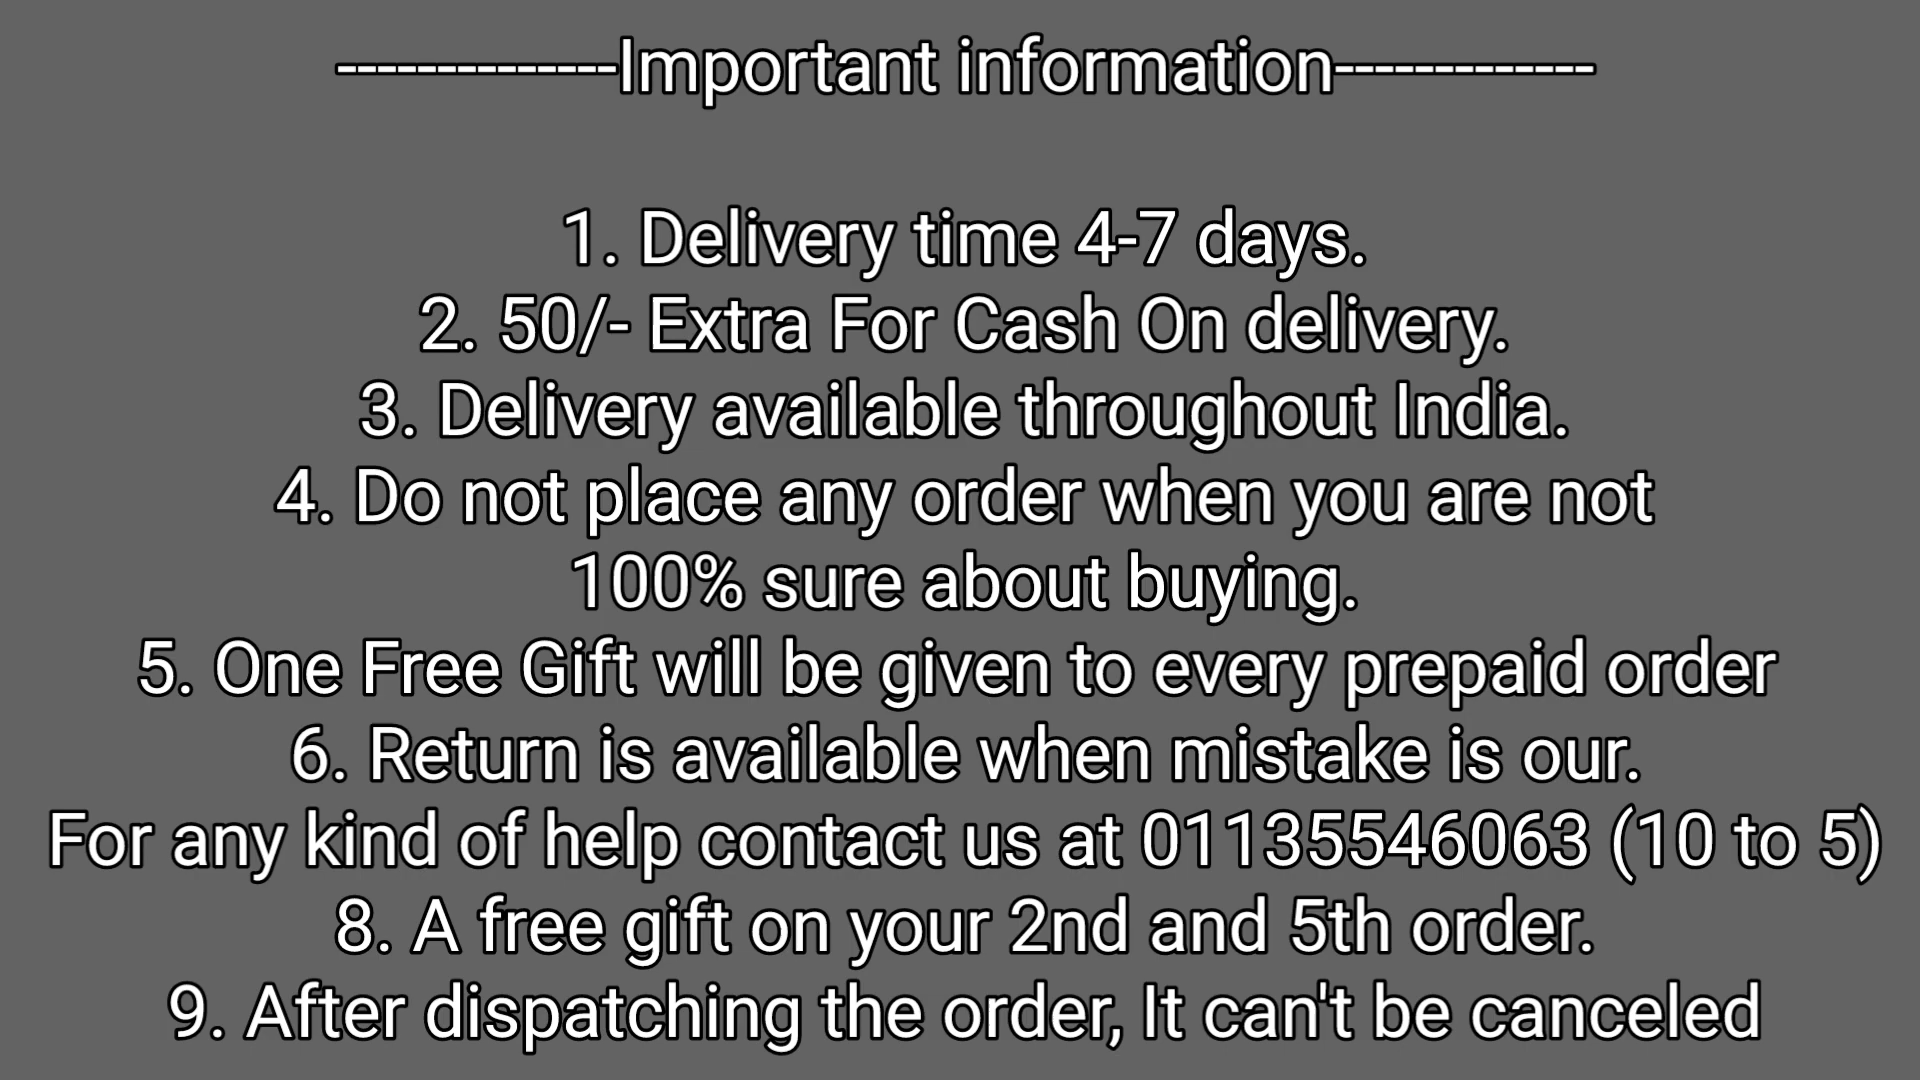 --------------Important information-------------
1. Delivery time 4-7 days.
2. 50/- Extra For Cash On delivery.
3. Delivery available throughout India.
4. Do not place any order when you are not
100% sure about buying.
5. One Free Gift will be given to every prepaid order
6. Return is available when mistake is our.
For any kind of help contact us at 01135546063 (10 to 5)
8. A free gift on your 2nd and 5th order.
9. After dispatching the order, It can't be canceled